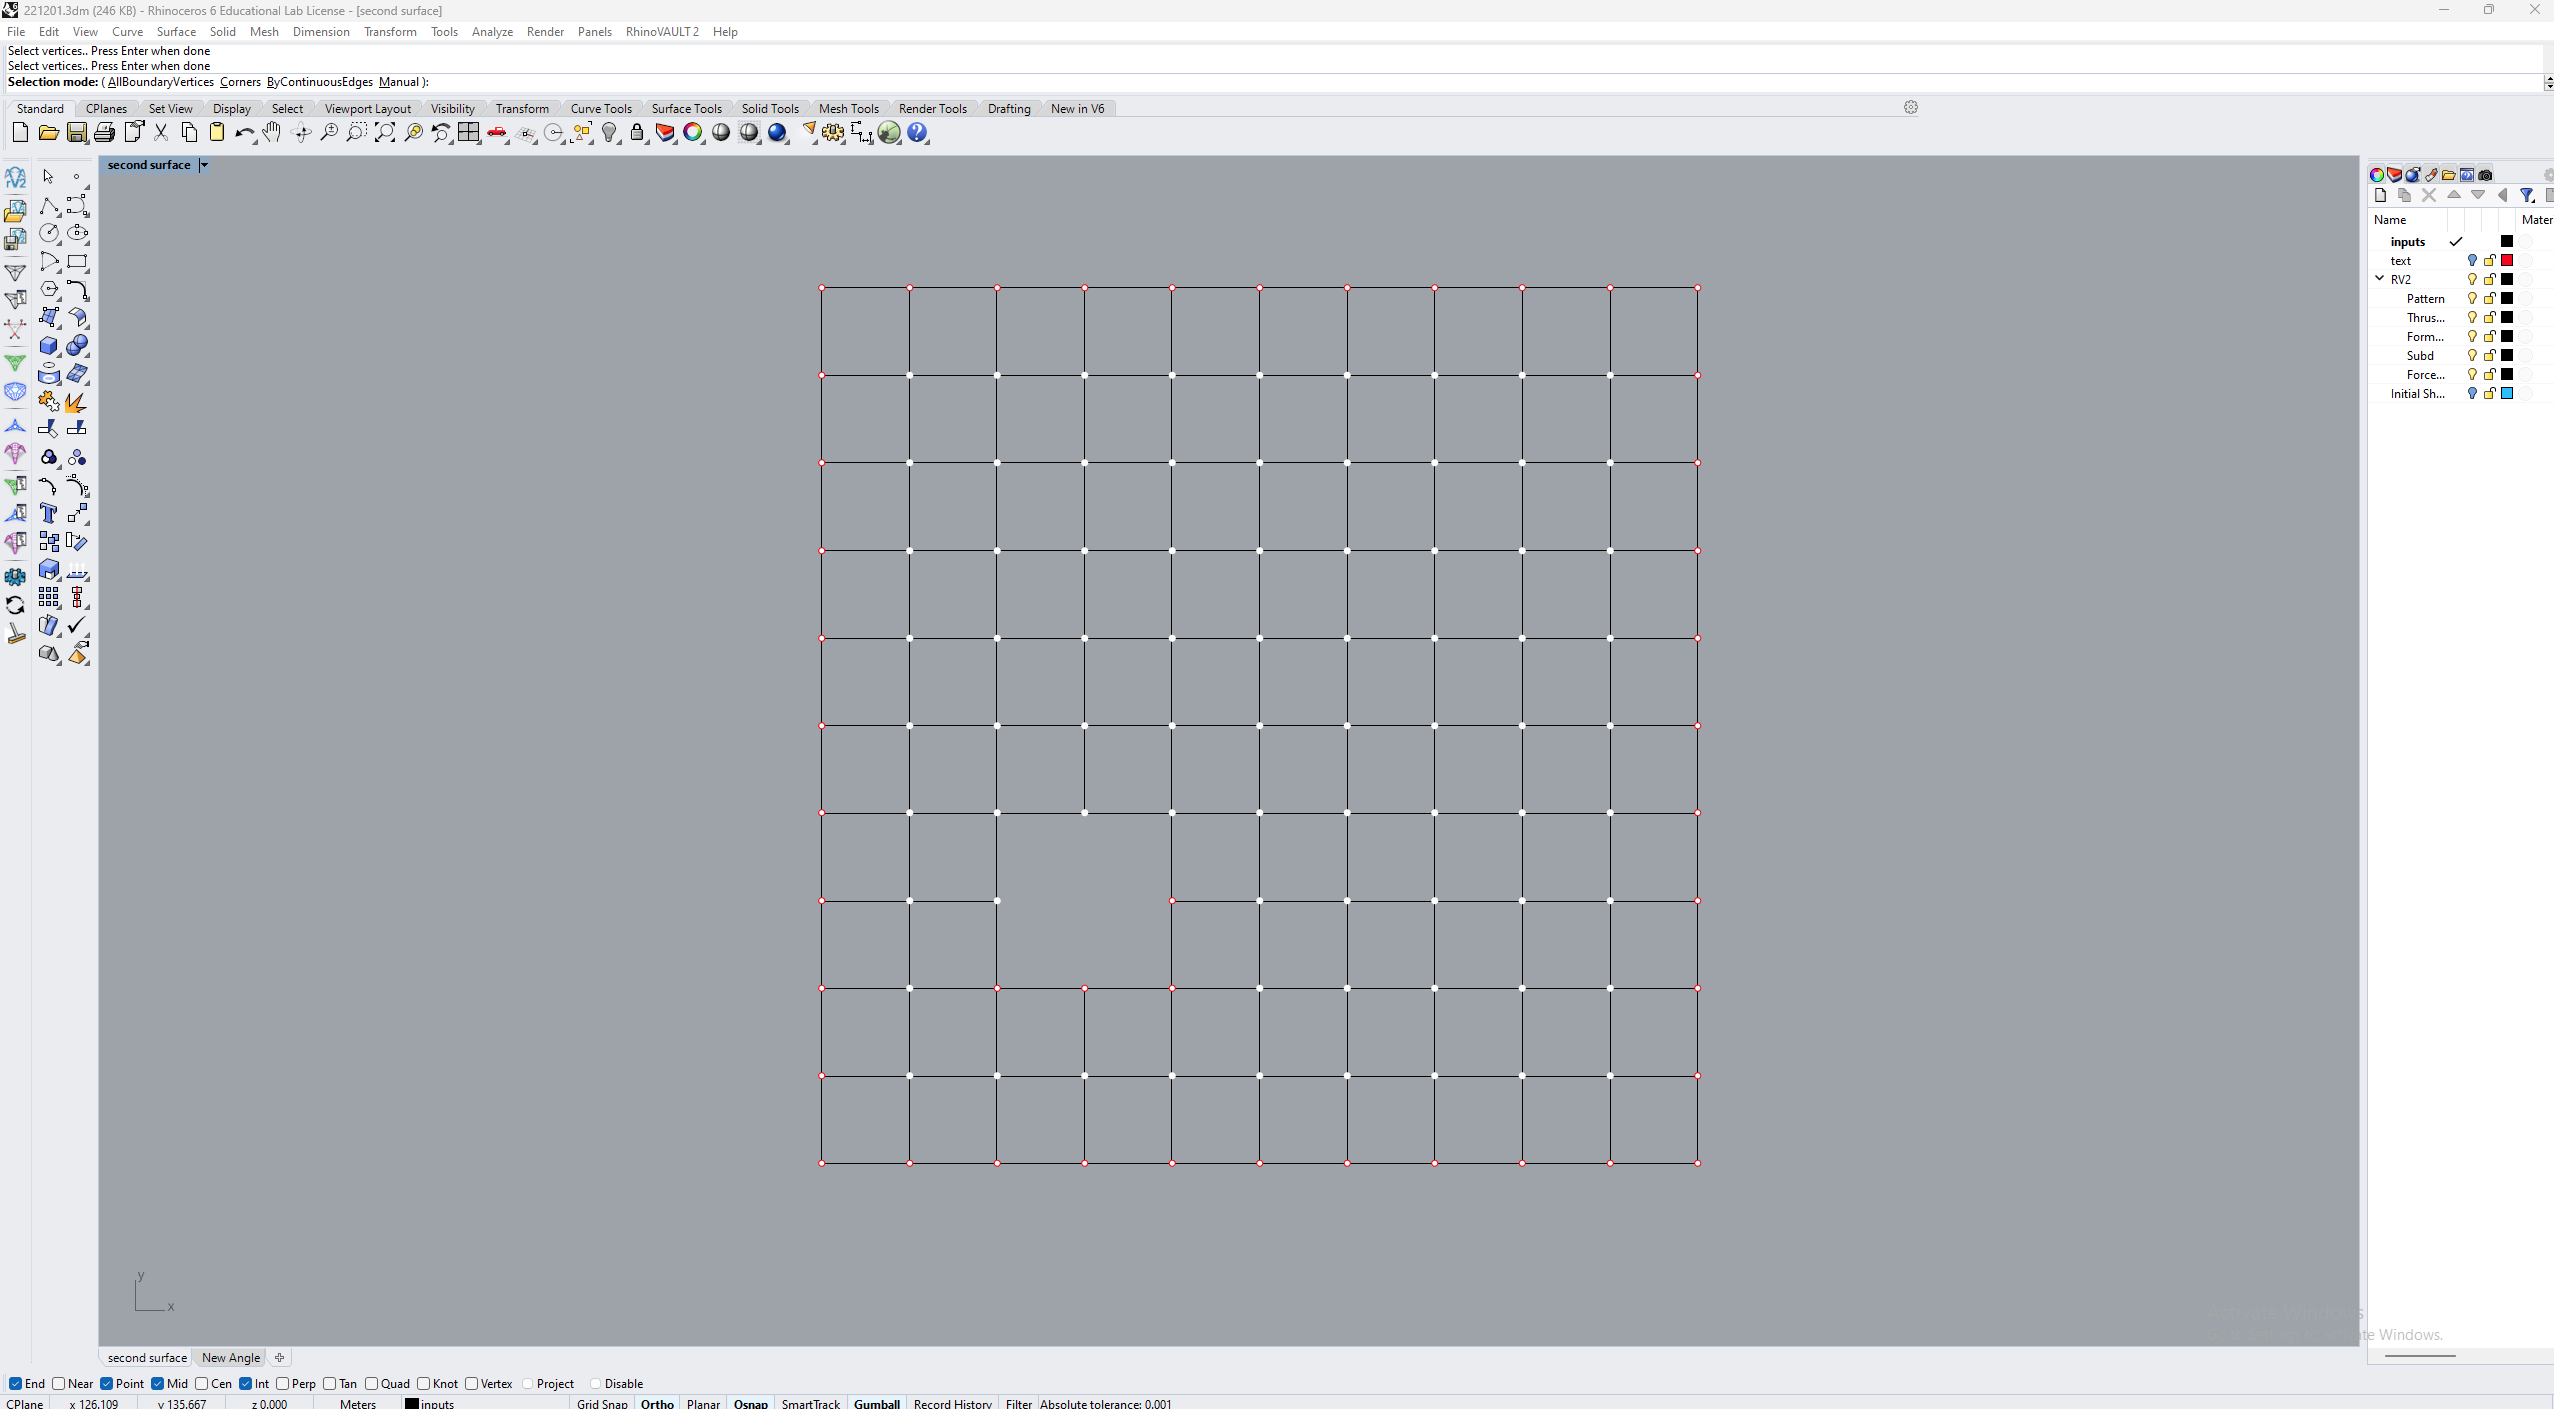 221201.3dm (246 KB) - Rhinoceros 6 Educational Lab License - [second surface]
File Edit View Curve Surface Solid Mesh Dimension Transform Tools Analyze Render Panels RhinoVAULT2 Help
Select vertices.. Press Enter when done
Select vertices.. Press Enter when done
Selection mode: ( AllBoundaryVertices Corners ByContinuousEdges Manual ):
Standard CPlanes Set View Display Select Viewport Layout Visibility Transform Curve Tools Surface Tools Solid Tools Mesh Tools Render Tools Drafting New in V6
second surface
Name Mater
inputs
text
RV2
Pattern
Thrus...
Form...
Subd
Force...
Initial Sh...
y
x
Activate Windows
te Windows.
second surface New Angle
End Near Point Mid Cen Int Perp Tan Quad Knot Vertex Project Disable
CPlane x 126.109 y 135.667 z 0.000 Meters inputs Grid Snap Ortho Planar Osnap SmartTrack Gumball Record History Filter Absolute tolerance: 0.001